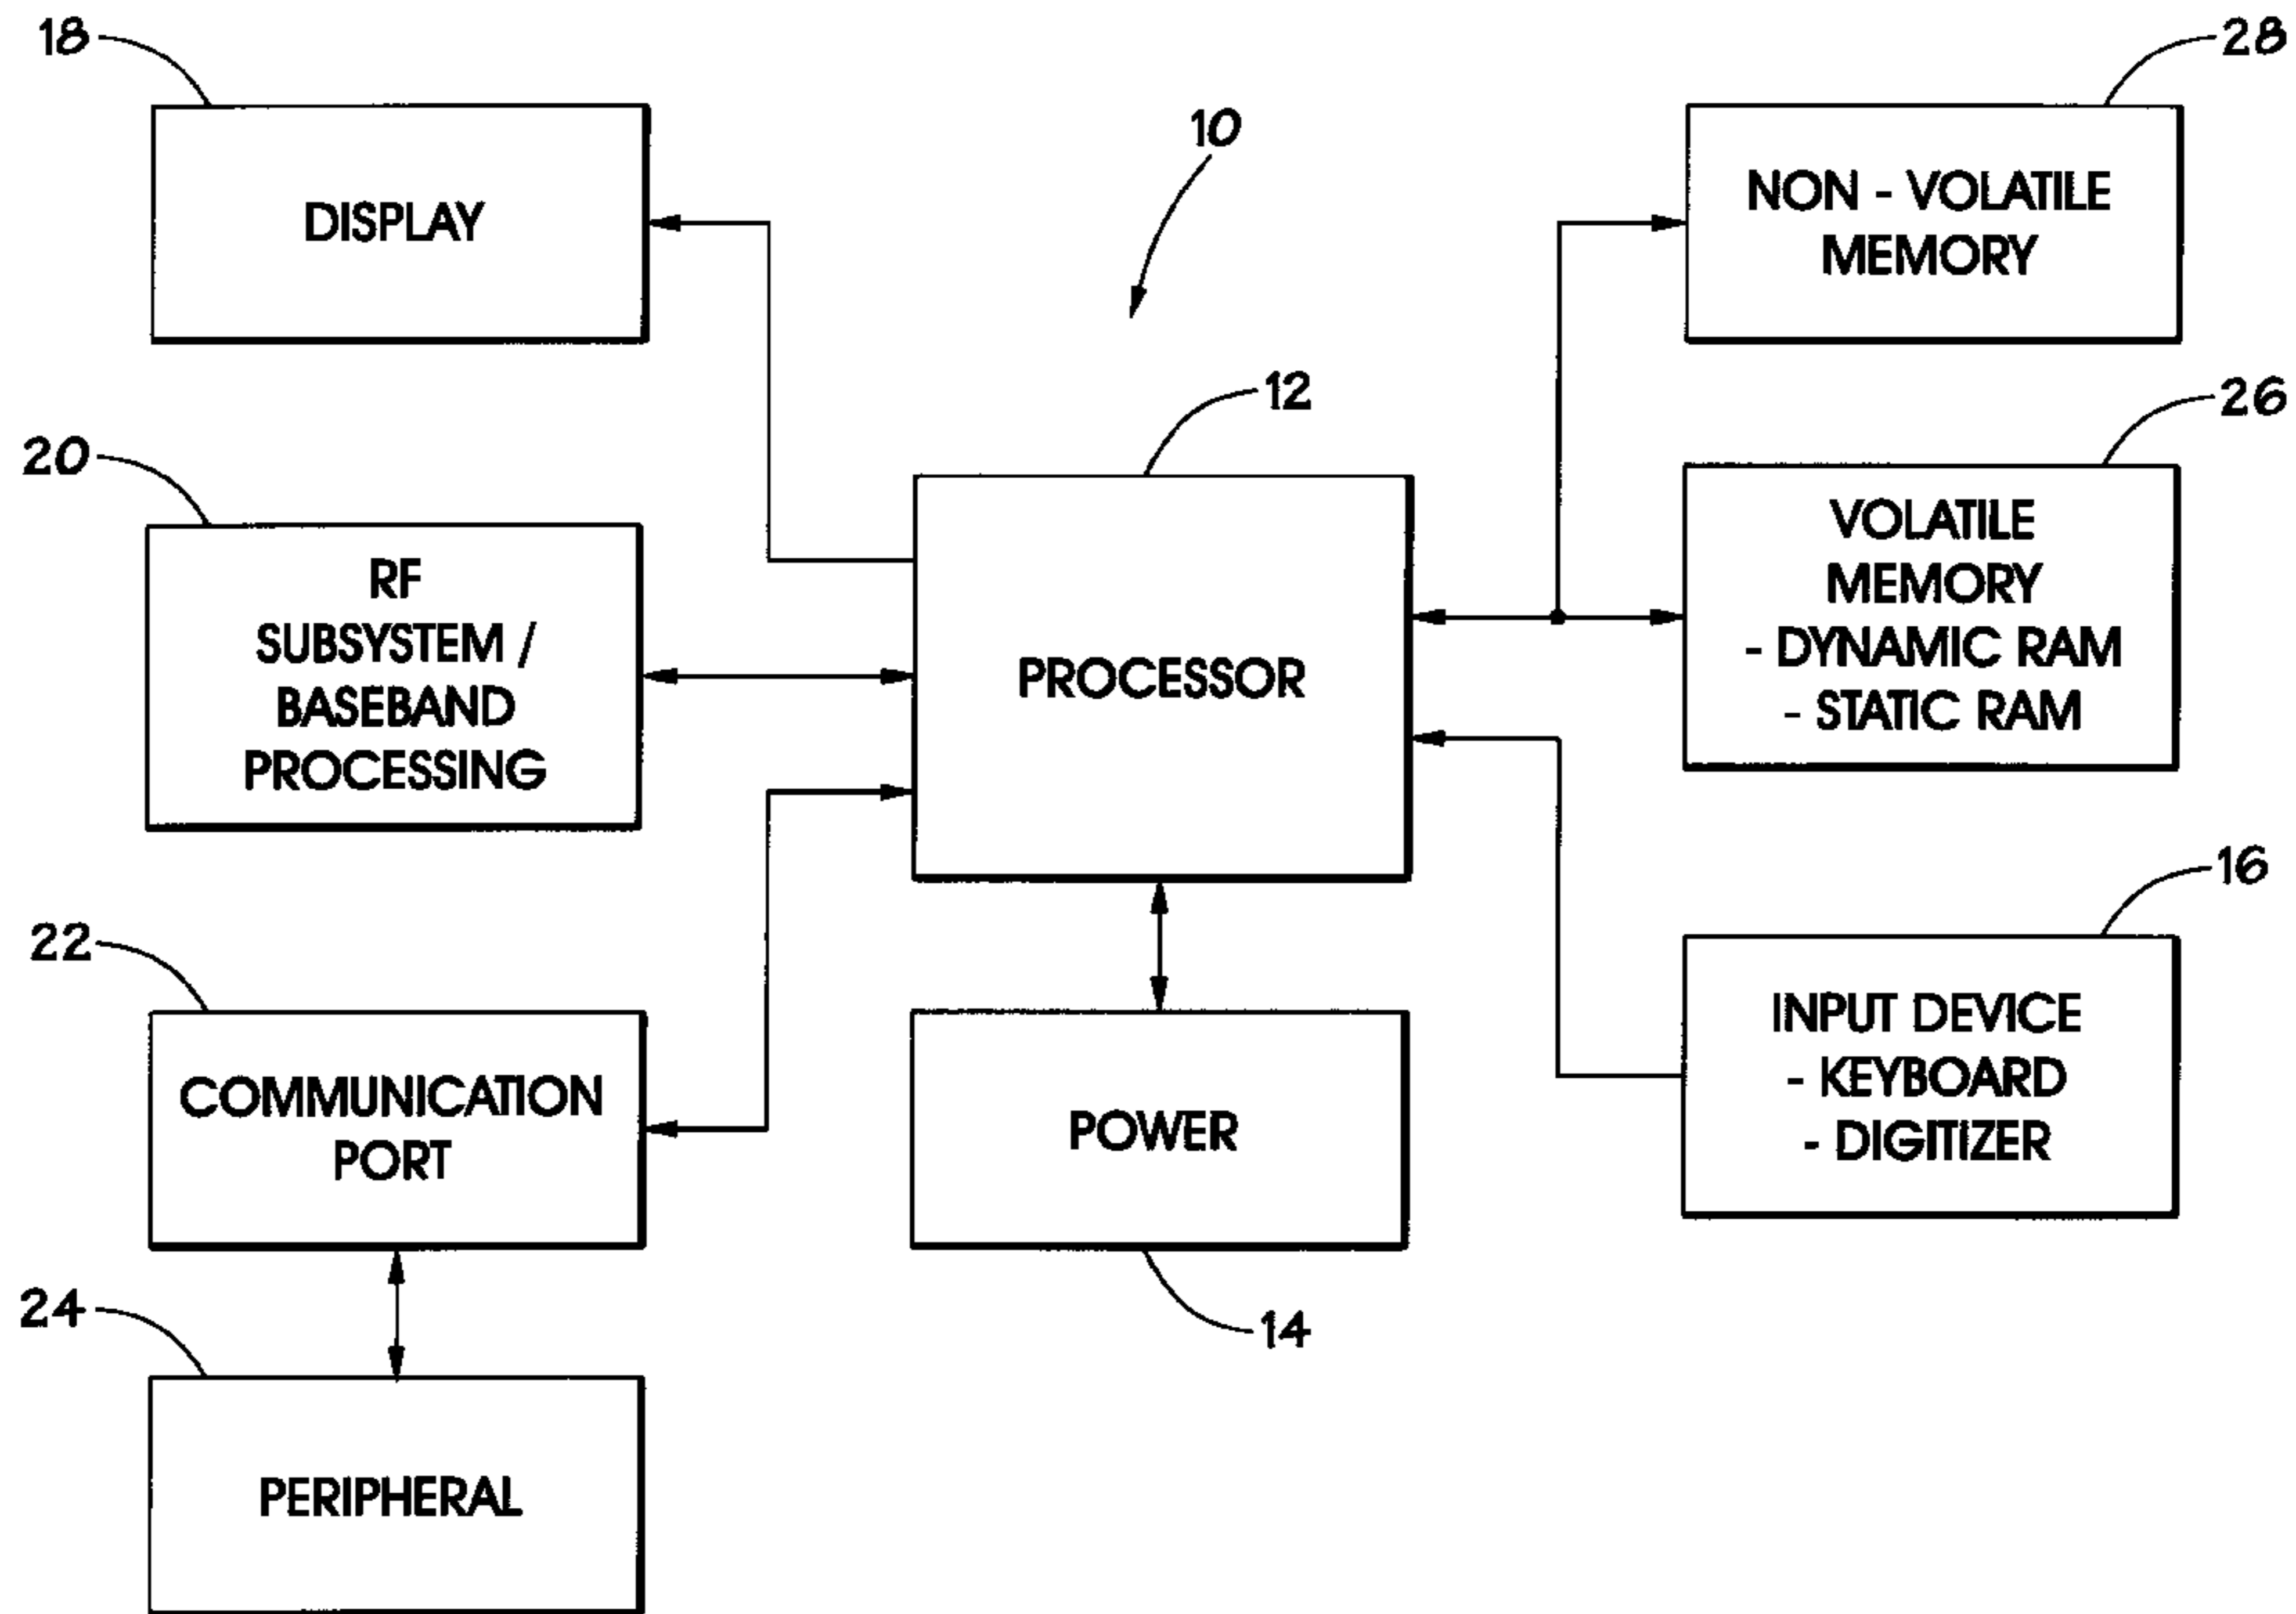 18
DISPLAY
10
28
NON - VOLATILE
MEMORY
12
PROCESSOR
20
RF
SUBSYSTEM /
BASEBAND
PROCESSING
26
VOLATILE
MEMORY
- DYNAMIC RAM
- STATIC RAM
22
COMMUNICATION
PORT
POWER
14
16
INPUT DEVICE
- KEYBOARD
- DIGITIZER
24
PERIPHERAL